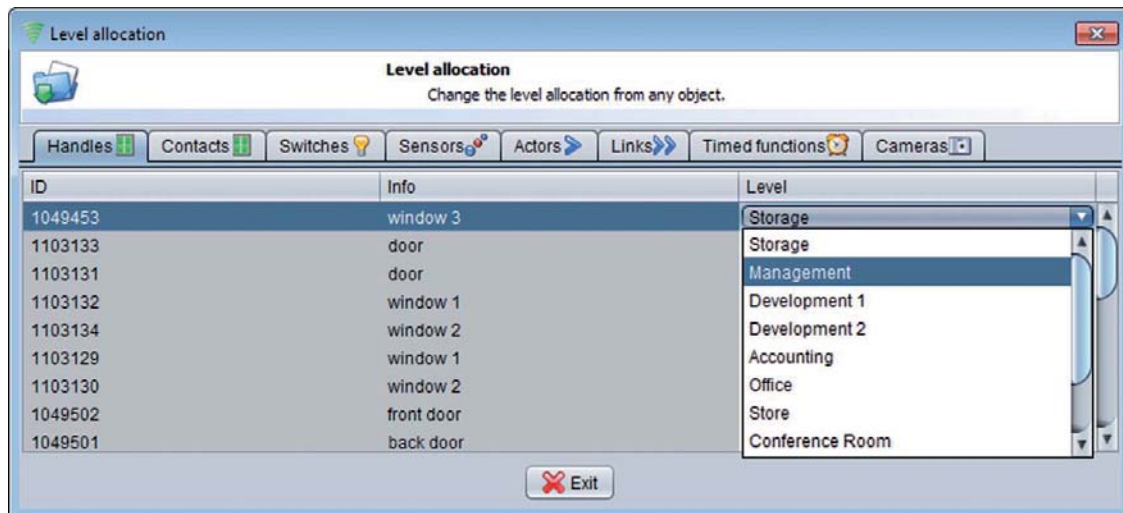 Level allocation
Level allocation
Change the level allocation from any object.
Handles Contacts Switches Sensors Actors Links Timed functions Cameras
ID Info Level
1049453 window 3 Storage
1103133 door Storage
1103131 door Management
1103132 window 1 Development 1
1103134 window 2 Development 2
1103129 window 1 Accounting
1103130 window 2 Office
1049502 front door Store
1049501 back door Conference Room
Exit